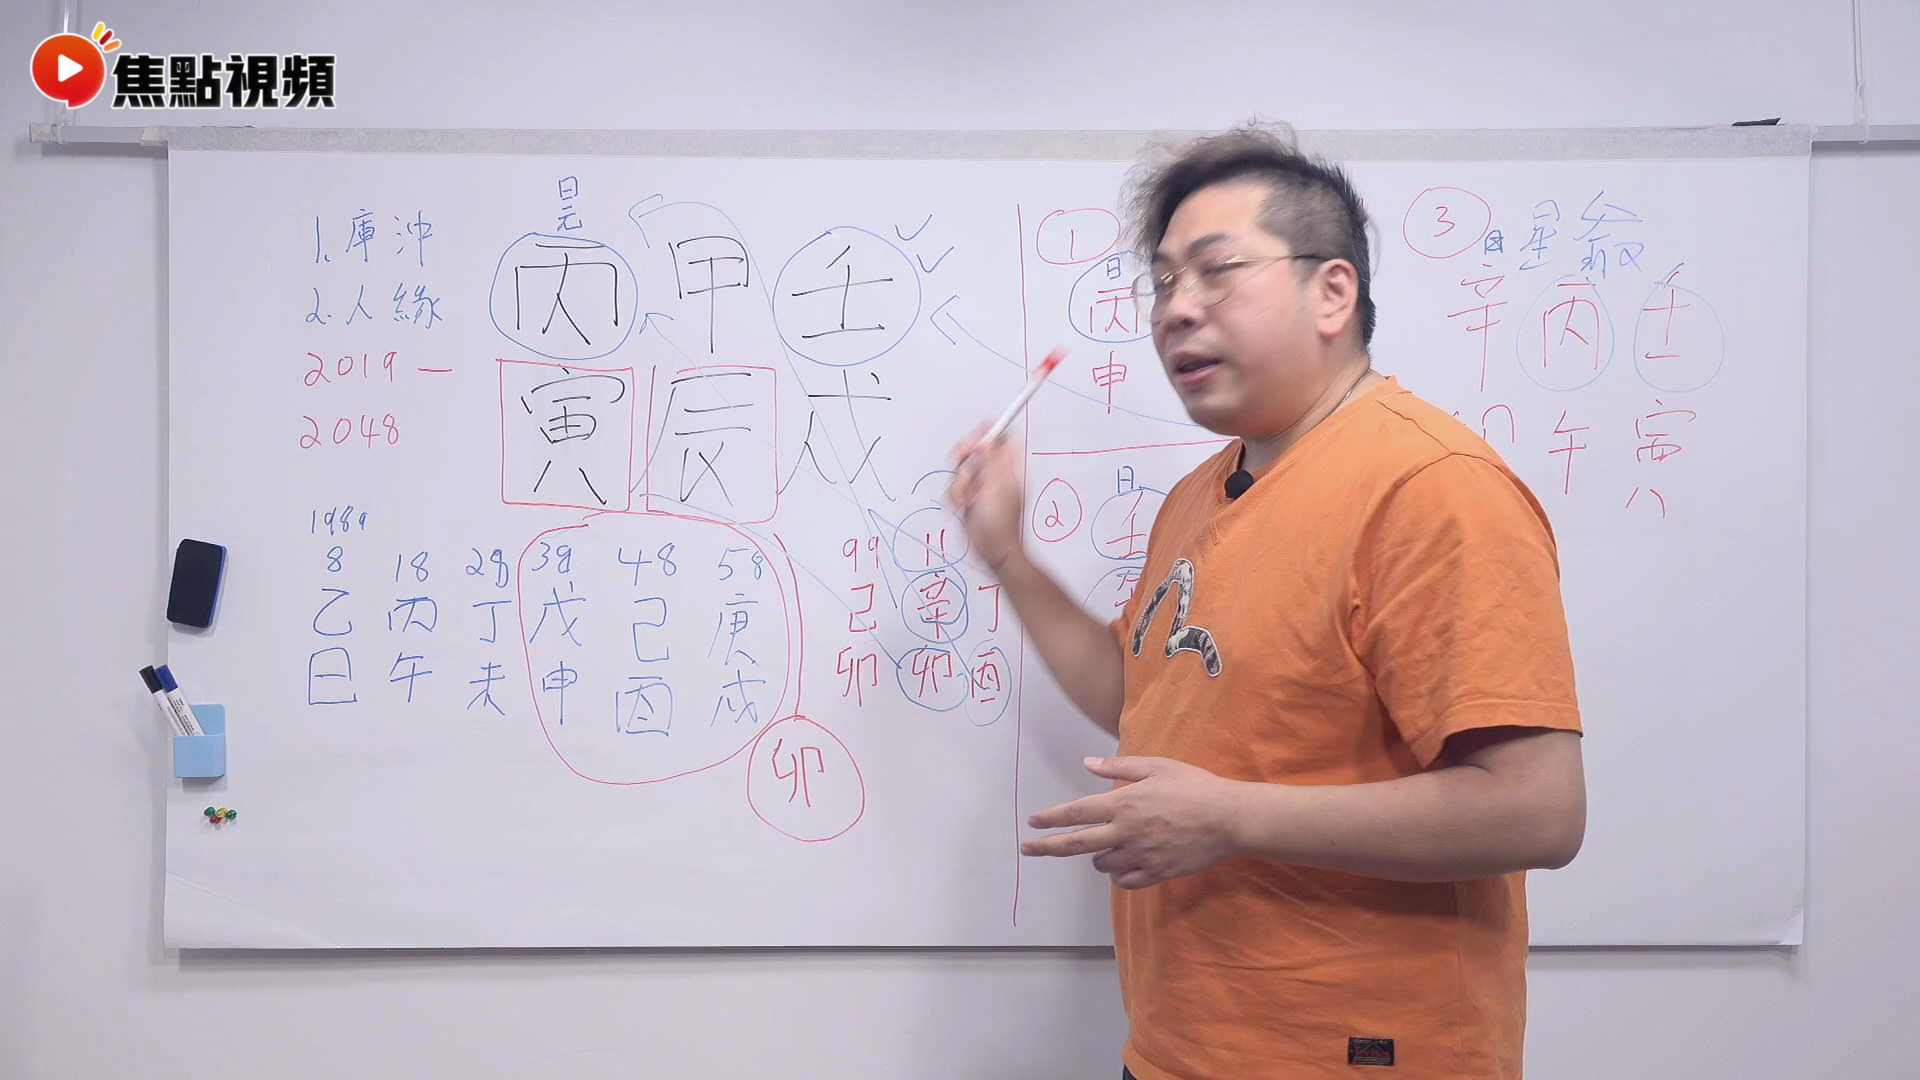 焦點視頻
1. 庫沖
2. 人緣
2019 —
2048
日元
丙 甲 壬
寅 辰 戌
1989
8 18 28 38 48 58
乙 丙 丁 戊 己 庚
巳 午 未 申 酉 戌
卯
99 11
己 辛 丁
卯 卯 酉
1
日
丙
申
2
日
壬
3
日
辛 丙 壬
卯 午 寅